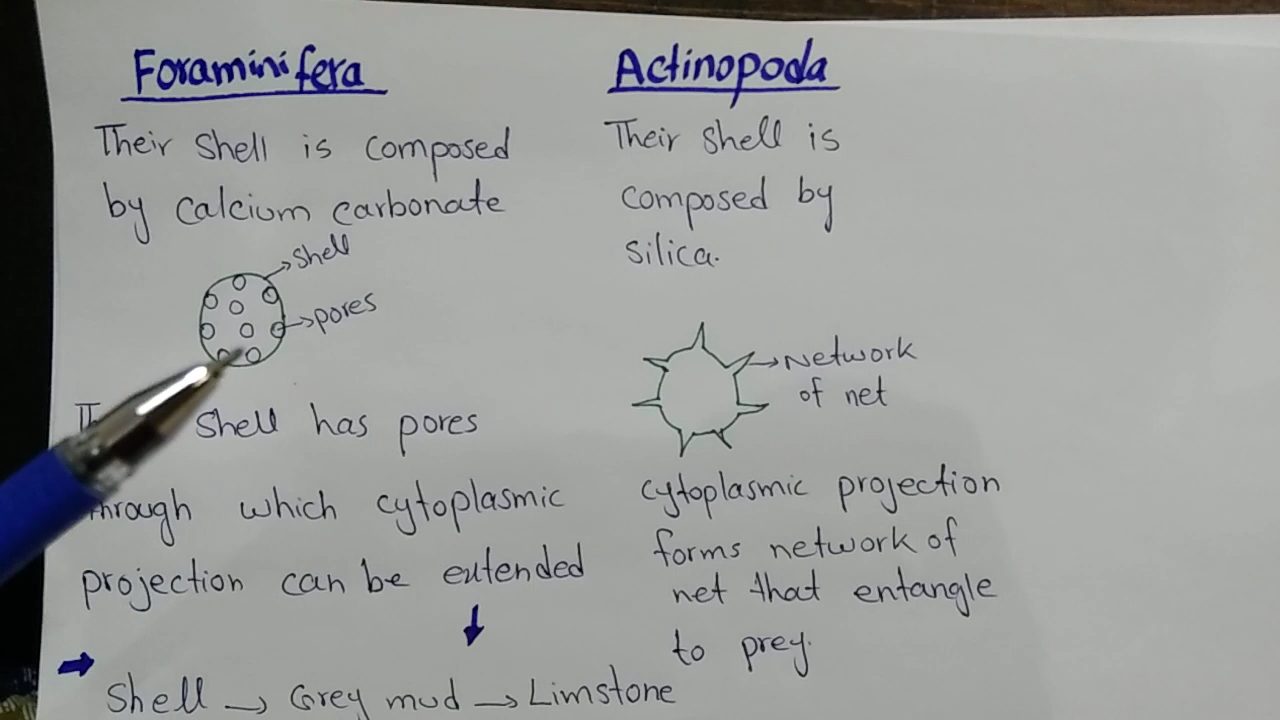 Foraminifera
Their Shell is composed
by calcium carbonate
Shell
pores
Shell has pores
through which cytoplasmic
projection can be extended
Shell → Grey mud → Limstone
Actinopoda
Their shell is
composed by
silica.
Network
of net
cytoplasmic projection
forms network of
net that entangle
to prey.